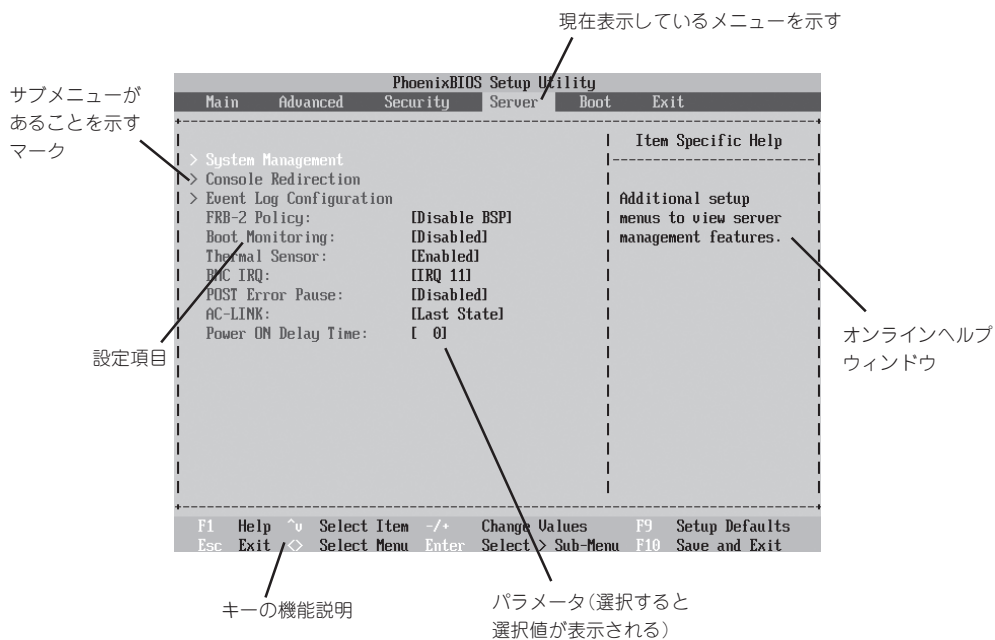 現在表示しているメニューを示す
サブメニューが
あることを示す
マーク
PhoenixBIOS Setup Utility
Main Advanced Security Server Boot Exit
Item Specific Help
> System Management
> Console Redirection
> Event Log Configuration
Additional setup
FRB-2 Policy: [Disable BSP]
menus to view server
Boot Monitoring: [Disabled]
management features.
Thermal Sensor: [Enabled]
BMC IRQ: [IRQ 11]
POST Error Pause: [Disabled]
AC-LINK: [Last State]
Power ON Delay Time: [ 0]
設定項目
オンラインヘルプ
ウィンドウ
F1 Help ^v Select Item -/+ Change Values F9 Setup Defaults
Esc Exit <> Select Menu Enter Select > Sub-Menu F10 Save and Exit
キーの機能説明
パラメータ(選択すると
選択値が表示される)